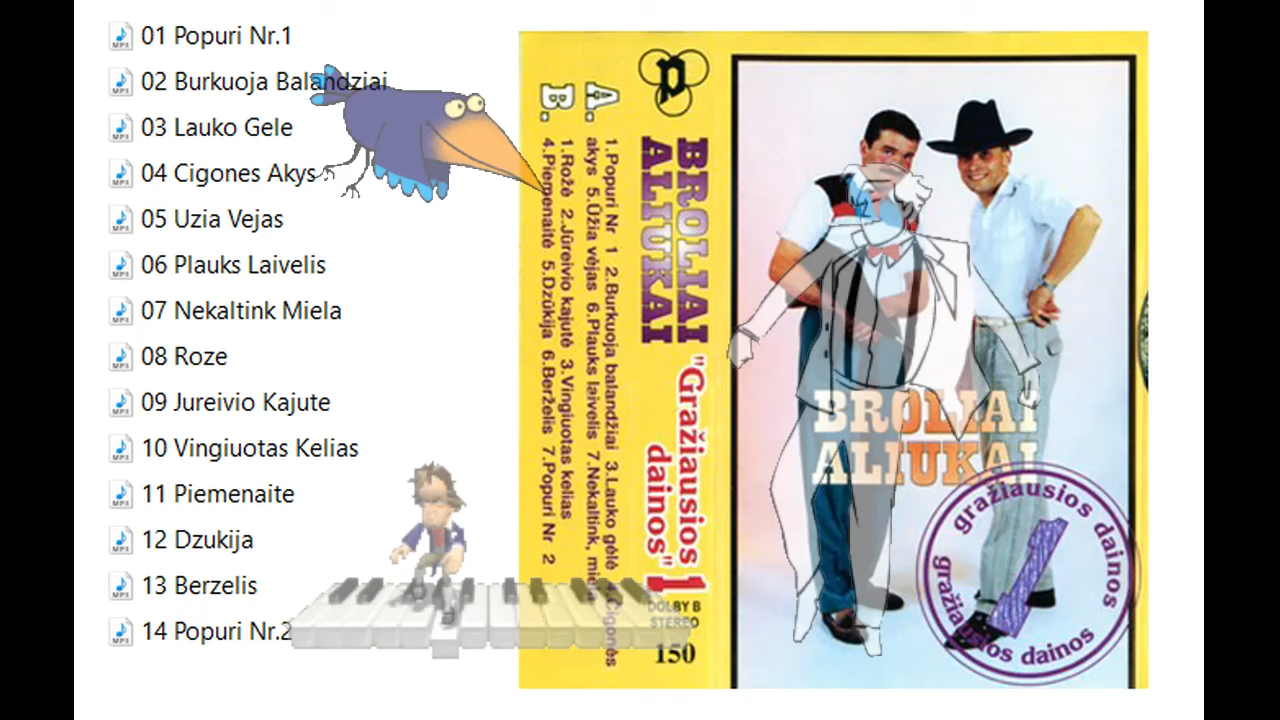 01 Popuri Nr.1
02 Burkuoja Balandziai
03 Lauko Gele
04 Cigones Akys
05 Uzia Vejas
06 Plauks Laivelis
07 Nekaltink Miela
08 Roze
09 Jureivio Kajute
10 Vingiuotas Kelias
11 Piemenaite
12 Dzukija
13 Berzelis
14 Popuri Nr.2
BROLIAI
ALIUKAI
"Gražiausios 1
dainos"
A. 1.Popuri Nr 1 2.Burkuoja balandžiai 3.Lauko gėlė 4.Čigonės
akys 5.Ūžia vėjas 6.Plauks laivelis 7.Nekaltink, miela
B. 1.Rožė 2.Jūreivio kajutė 3.Vingiuotas kelias
4.Piemenaitė 5.Dzūkija 6.Berželis 7.Popuri Nr 2
DOLBY B
STEREO
150
BROLIAI
ALIUKAI
gražiausios dainos
gražiausios dainos
1